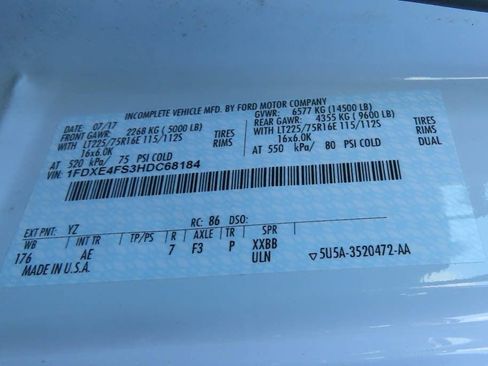 INCOMPLETE VEHICLE MFD. BY FORD MOTOR COMPANY
DATE: 07/17 GVWR: 6577 KG (14500 LB)
FRONT GAWR: 2268 KG (5000 LB) REAR GAWR: 4355 KG (9600 LB)
WITH LT225/75R16E 115/112S TIRES WITH LT225/75R16E 115/112S TIRES
16x6.0K RIMS 16x6.0K RIMS
AT 520 kPa/ 75 PSI COLD AT 550 kPa/ 80 PSI COLD DUAL
VIN: 1FDXE4FS3HDC68184
EXT PNT: YZ RC: 86 DSO:
WB INT TR TP/PS R AXLE TR SPR
176 AE 7 F3 P XXBB
MADE IN U.S.A. ULN ▽5U5A-3520472-AA